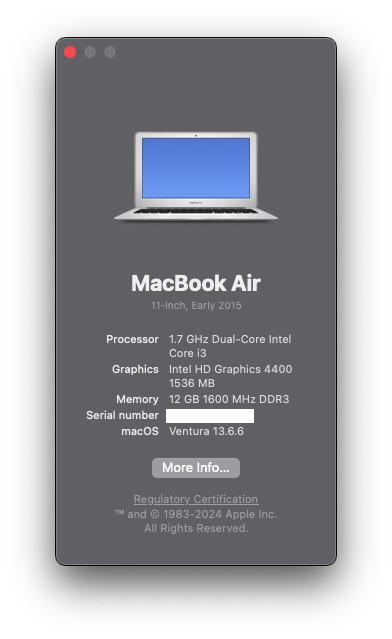 MacBook Air
11-inch, Early 2015
Processor 1.7 GHz Dual-Core Intel
Core i3
Graphics Intel HD Graphics 4400
1536 MB
Memory 12 GB 1600 MHz DDR3
Serial number
macOS Ventura 13.6.6
More Info...
Regulatory Certification
™ and © 1983-2024 Apple Inc.
All Rights Reserved.